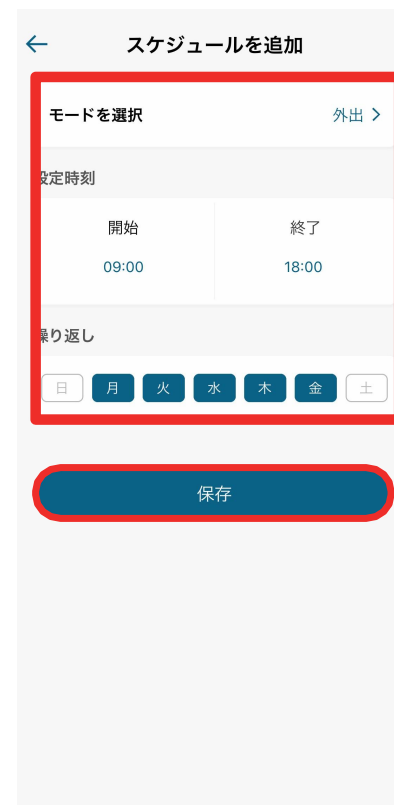 スケジュールを追加
モードを選択 外出
設定時刻
開始 終了
09:00 18:00
繰り返し
日 月 火 水 木 金 土
保存